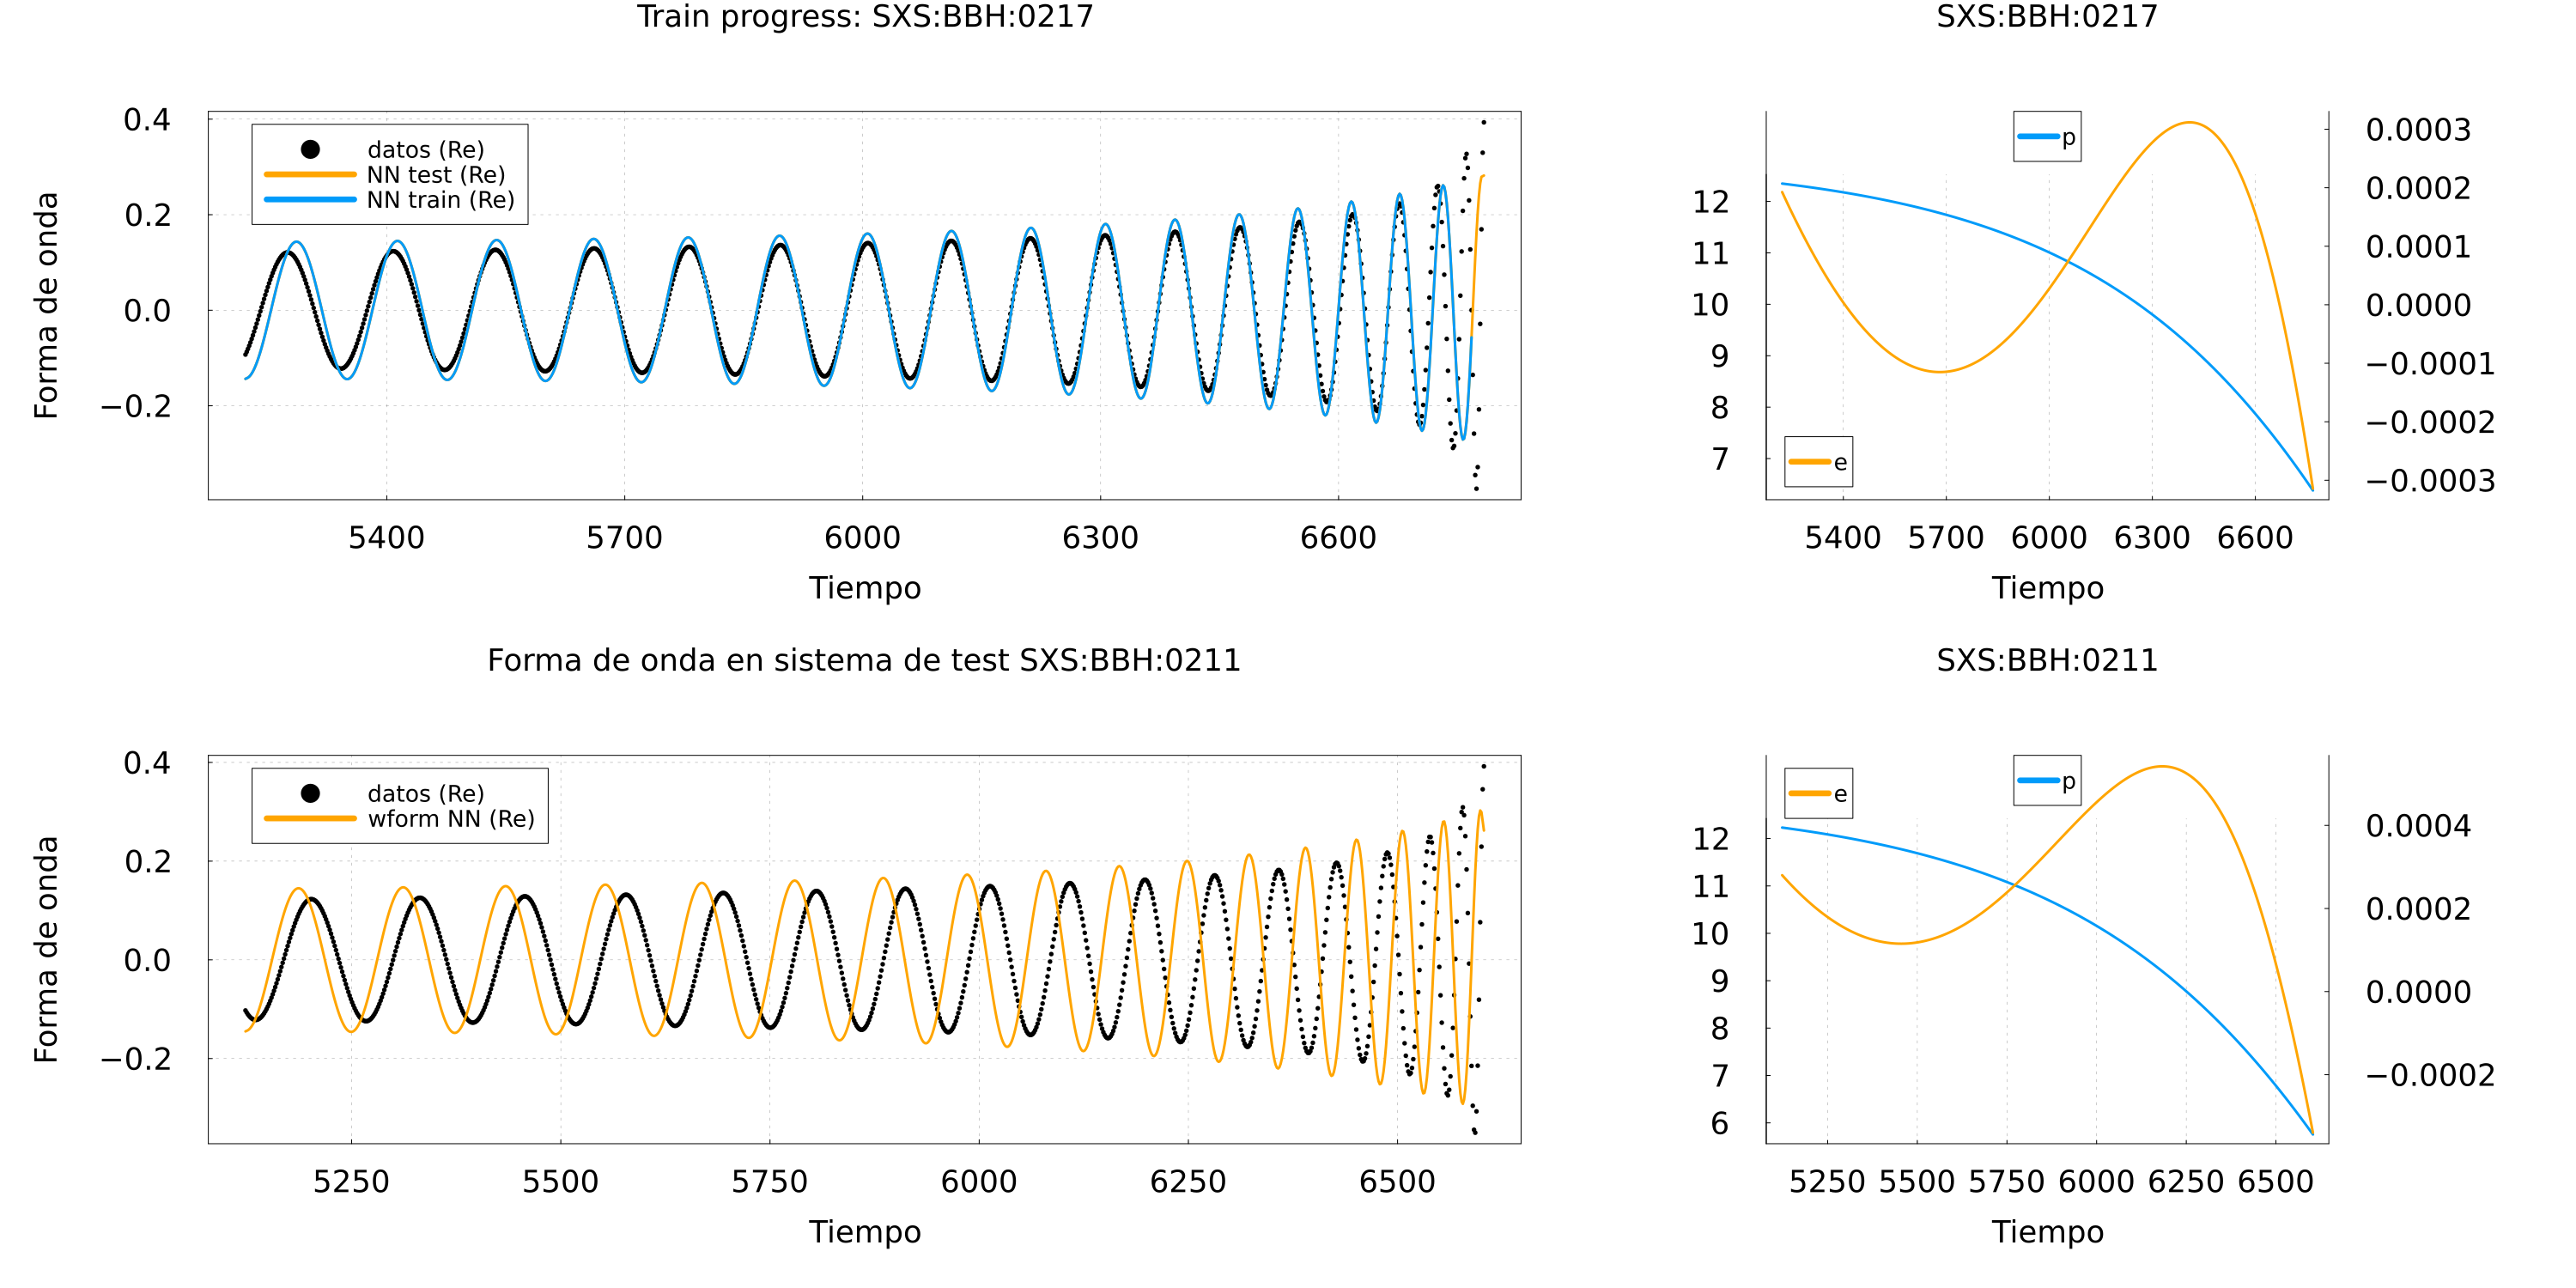 Train progress: SXS:BBH:0217
0.4
0.2
0.0
−0.2
Forma de onda
datos (Re)
NN test (Re)
NN train (Re)
5400 5700 6000 6300 6600
Tiempo
SXS:BBH:0217
12
11
10
9
8
7
p
e
0.0003
0.0002
0.0001
0.0000
−0.0001
−0.0002
−0.0003
5400 5700 6000 6300 6600
Tiempo
Forma de onda en sistema de test SXS:BBH:0211
0.4
0.2
0.0
−0.2
Forma de onda
datos (Re)
wform NN (Re)
5250 5500 5750 6000 6250 6500
Tiempo
SXS:BBH:0211
12
11
10
9
8
7
6
e
p
0.0004
0.0002
0.0000
−0.0002
5250 5500 5750 6000 6250 6500
Tiempo